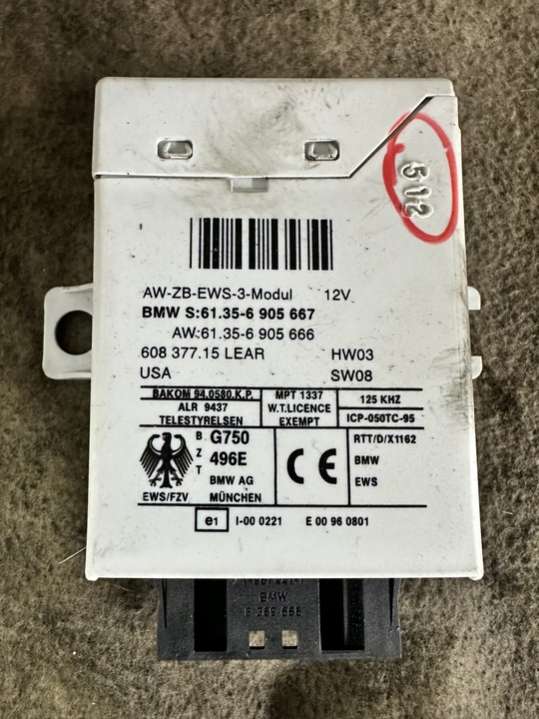 512
AW-ZB-EWS-3-Modul 12V
BMW S:61.35-6 905 667
AW:61.35-6 905 666
608 377.15 LEAR HW03
USA SW08
BAKOM 94.0580.K.P.
ALR 9437
TELESTYRELSEN
MPT 1337
W.T.LICENCE
EXEMPT
125 KHZ
ICP-050TC-95
B
Z
T
G750
496E
BMW AG
EWS/FZV MÜNCHEN
CE
RTT/D/X1162
BMW
EWS
e1 I-00 0221 E 00 96 0801
BMW